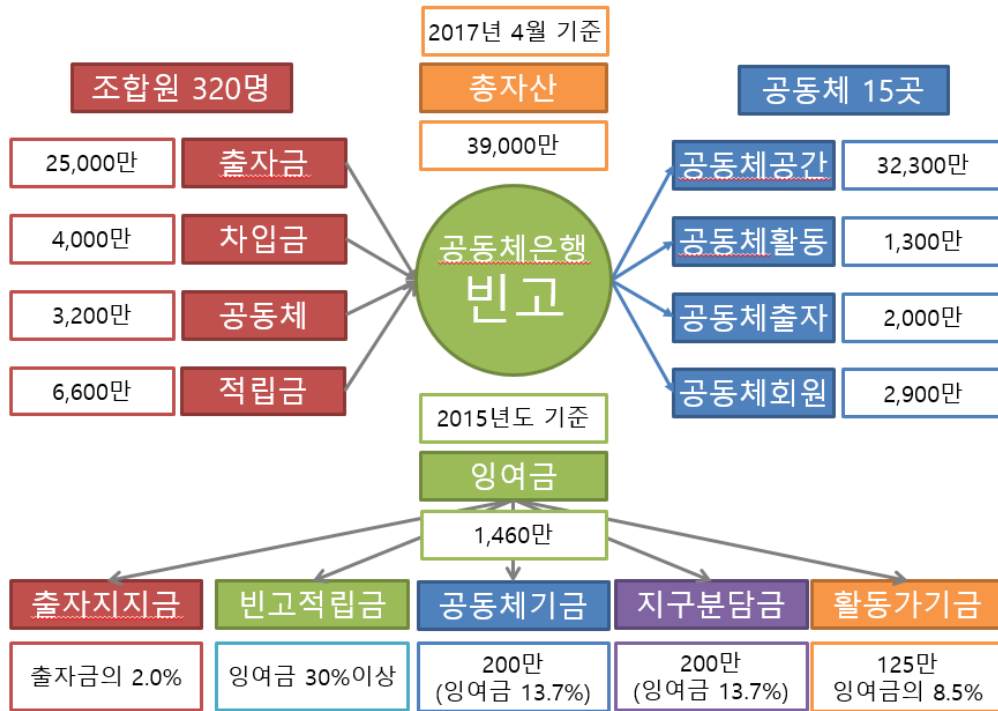 2017년 4월 기준
총자산
39,000만
조합원 320명
25,000만 출자금
4,000만 차입금
3,200만 공동체
6,600만 적립금
공동체은행
빈고
공동체 15곳
공동체공간 32,300만
공동체활동 1,300만
공동체출자 2,000만
공동체회원 2,900만
2015년도 기준
잉여금
1,460만
출자지지금
출자금의 2.0%
빈고적립금
잉여금 30%이상
공동체기금
200만
(잉여금 13.7%)
지구분담금
200만
(잉여금 13.7%)
활동가기금
125만
잉여금의 8.5%